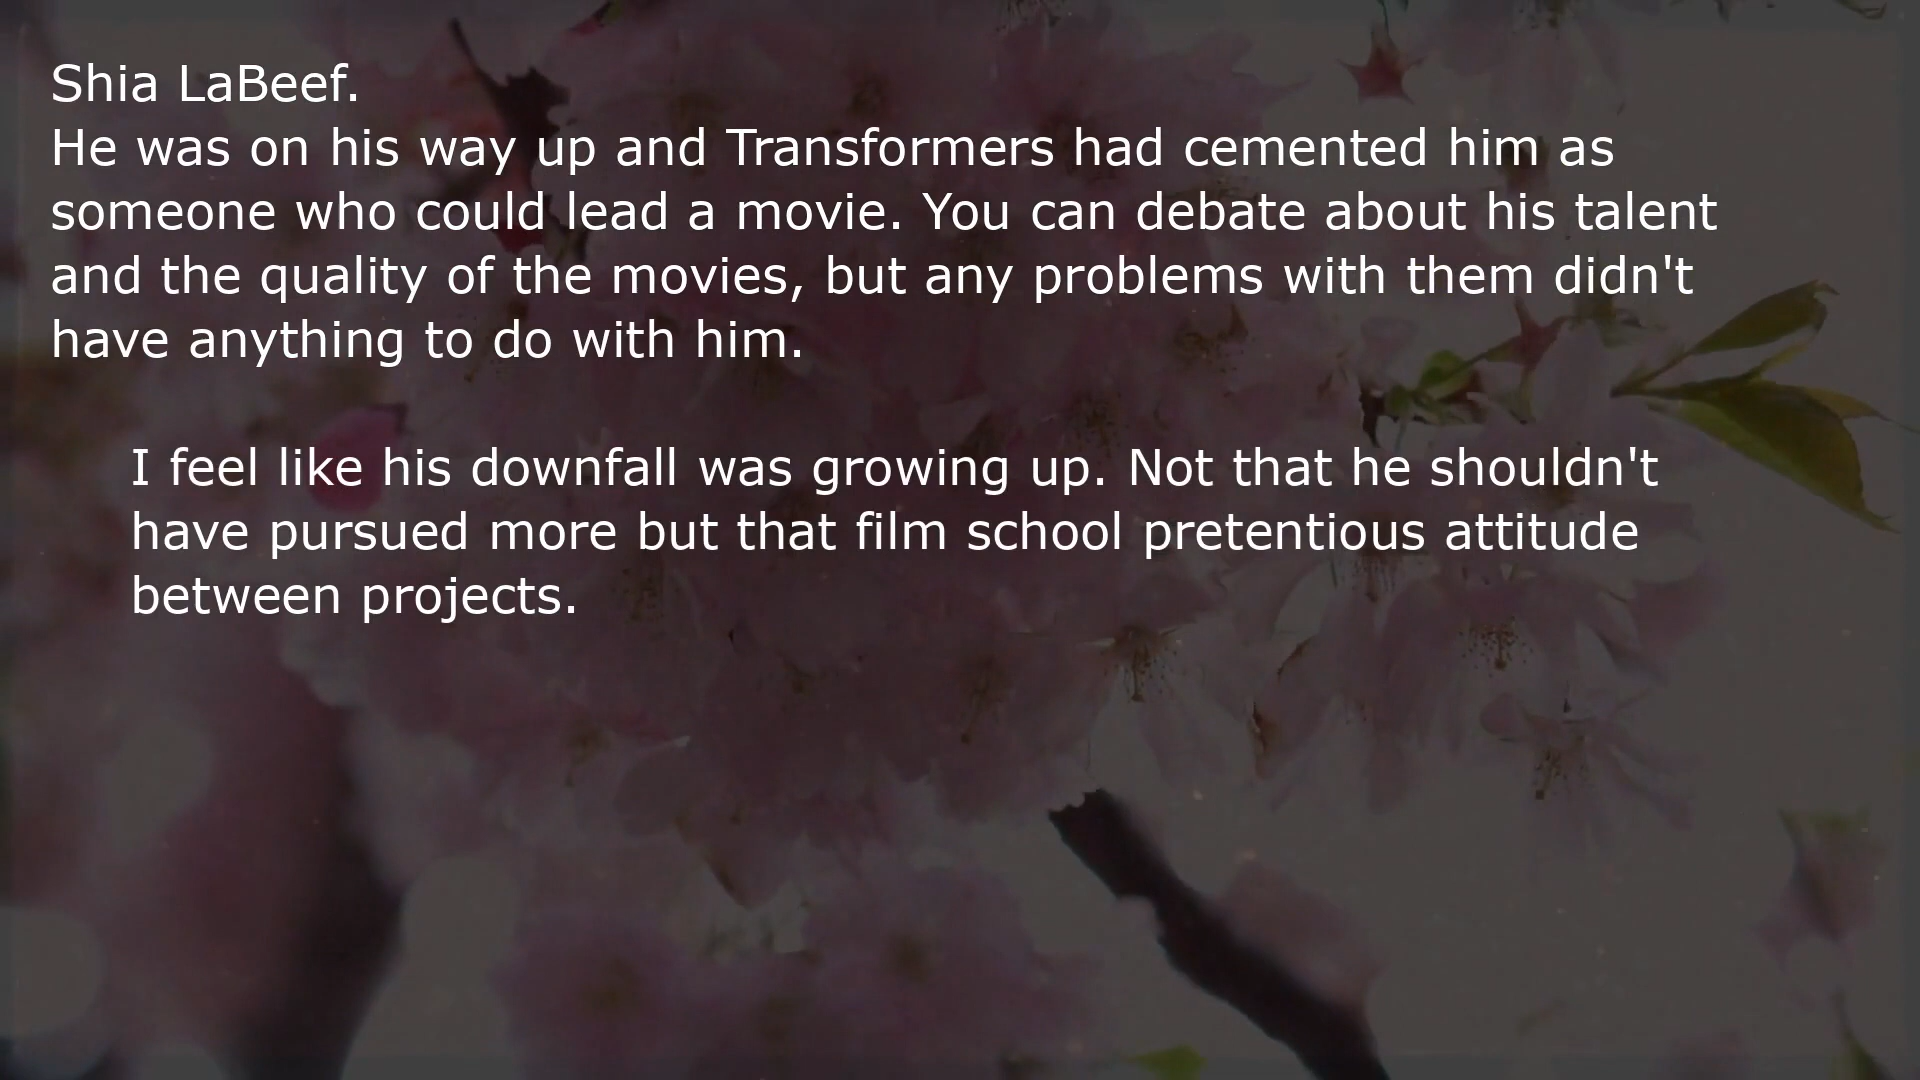 Shia LaBeef.
He was on his way up and Transformers had cemented him as
someone who could lead a movie. You can debate about his talent
and the quality of the movies, but any problems with them didn't
have anything to do with him.
I feel like his downfall was growing up. Not that he shouldn't
have pursued more but that film school pretentious attitude
between projects.